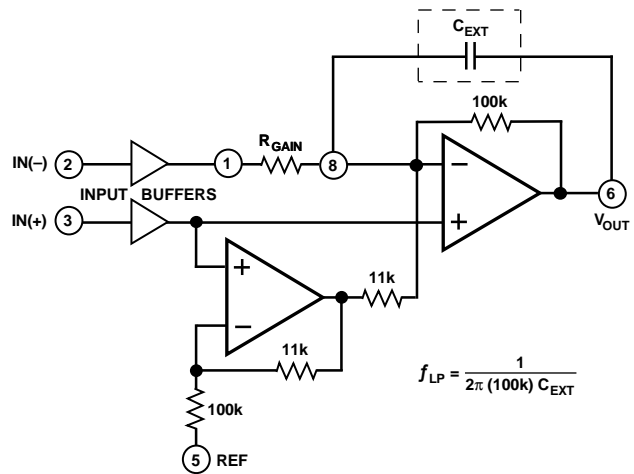 C_EXT
100k
R_GAIN
IN(–) 2 1 8
INPUT BUFFERS
IN(+) 3
–
+
6
V_OUT
+
–
11k
11k
100k
5 REF
f_LP = 1 / 2π (100k) C_EXT